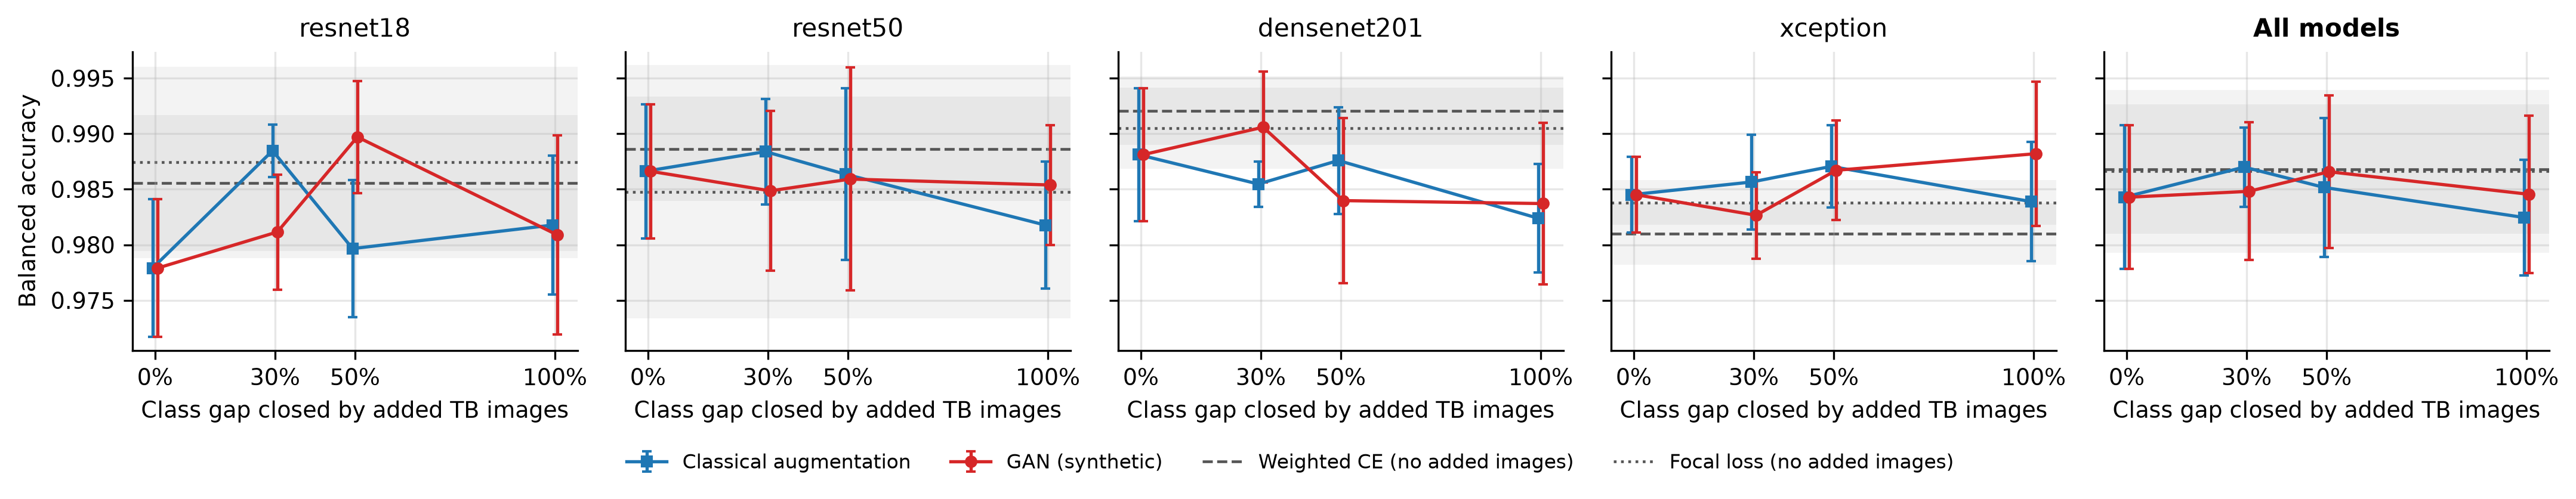 resnet18 resnet50 densenet201 xception All models
Balanced accuracy
0.995
0.990
0.985
0.980
0.975
0% 30% 50% 100% 0% 30% 50% 100% 0% 30% 50% 100% 0% 30% 50% 100% 0% 30% 50% 100%
Class gap closed by added TB images Class gap closed by added TB images Class gap closed by added TB images Class gap closed by added TB images Class gap closed by added TB images
Classical augmentation GAN (synthetic) Weighted CE (no added images) Focal loss (no added images)